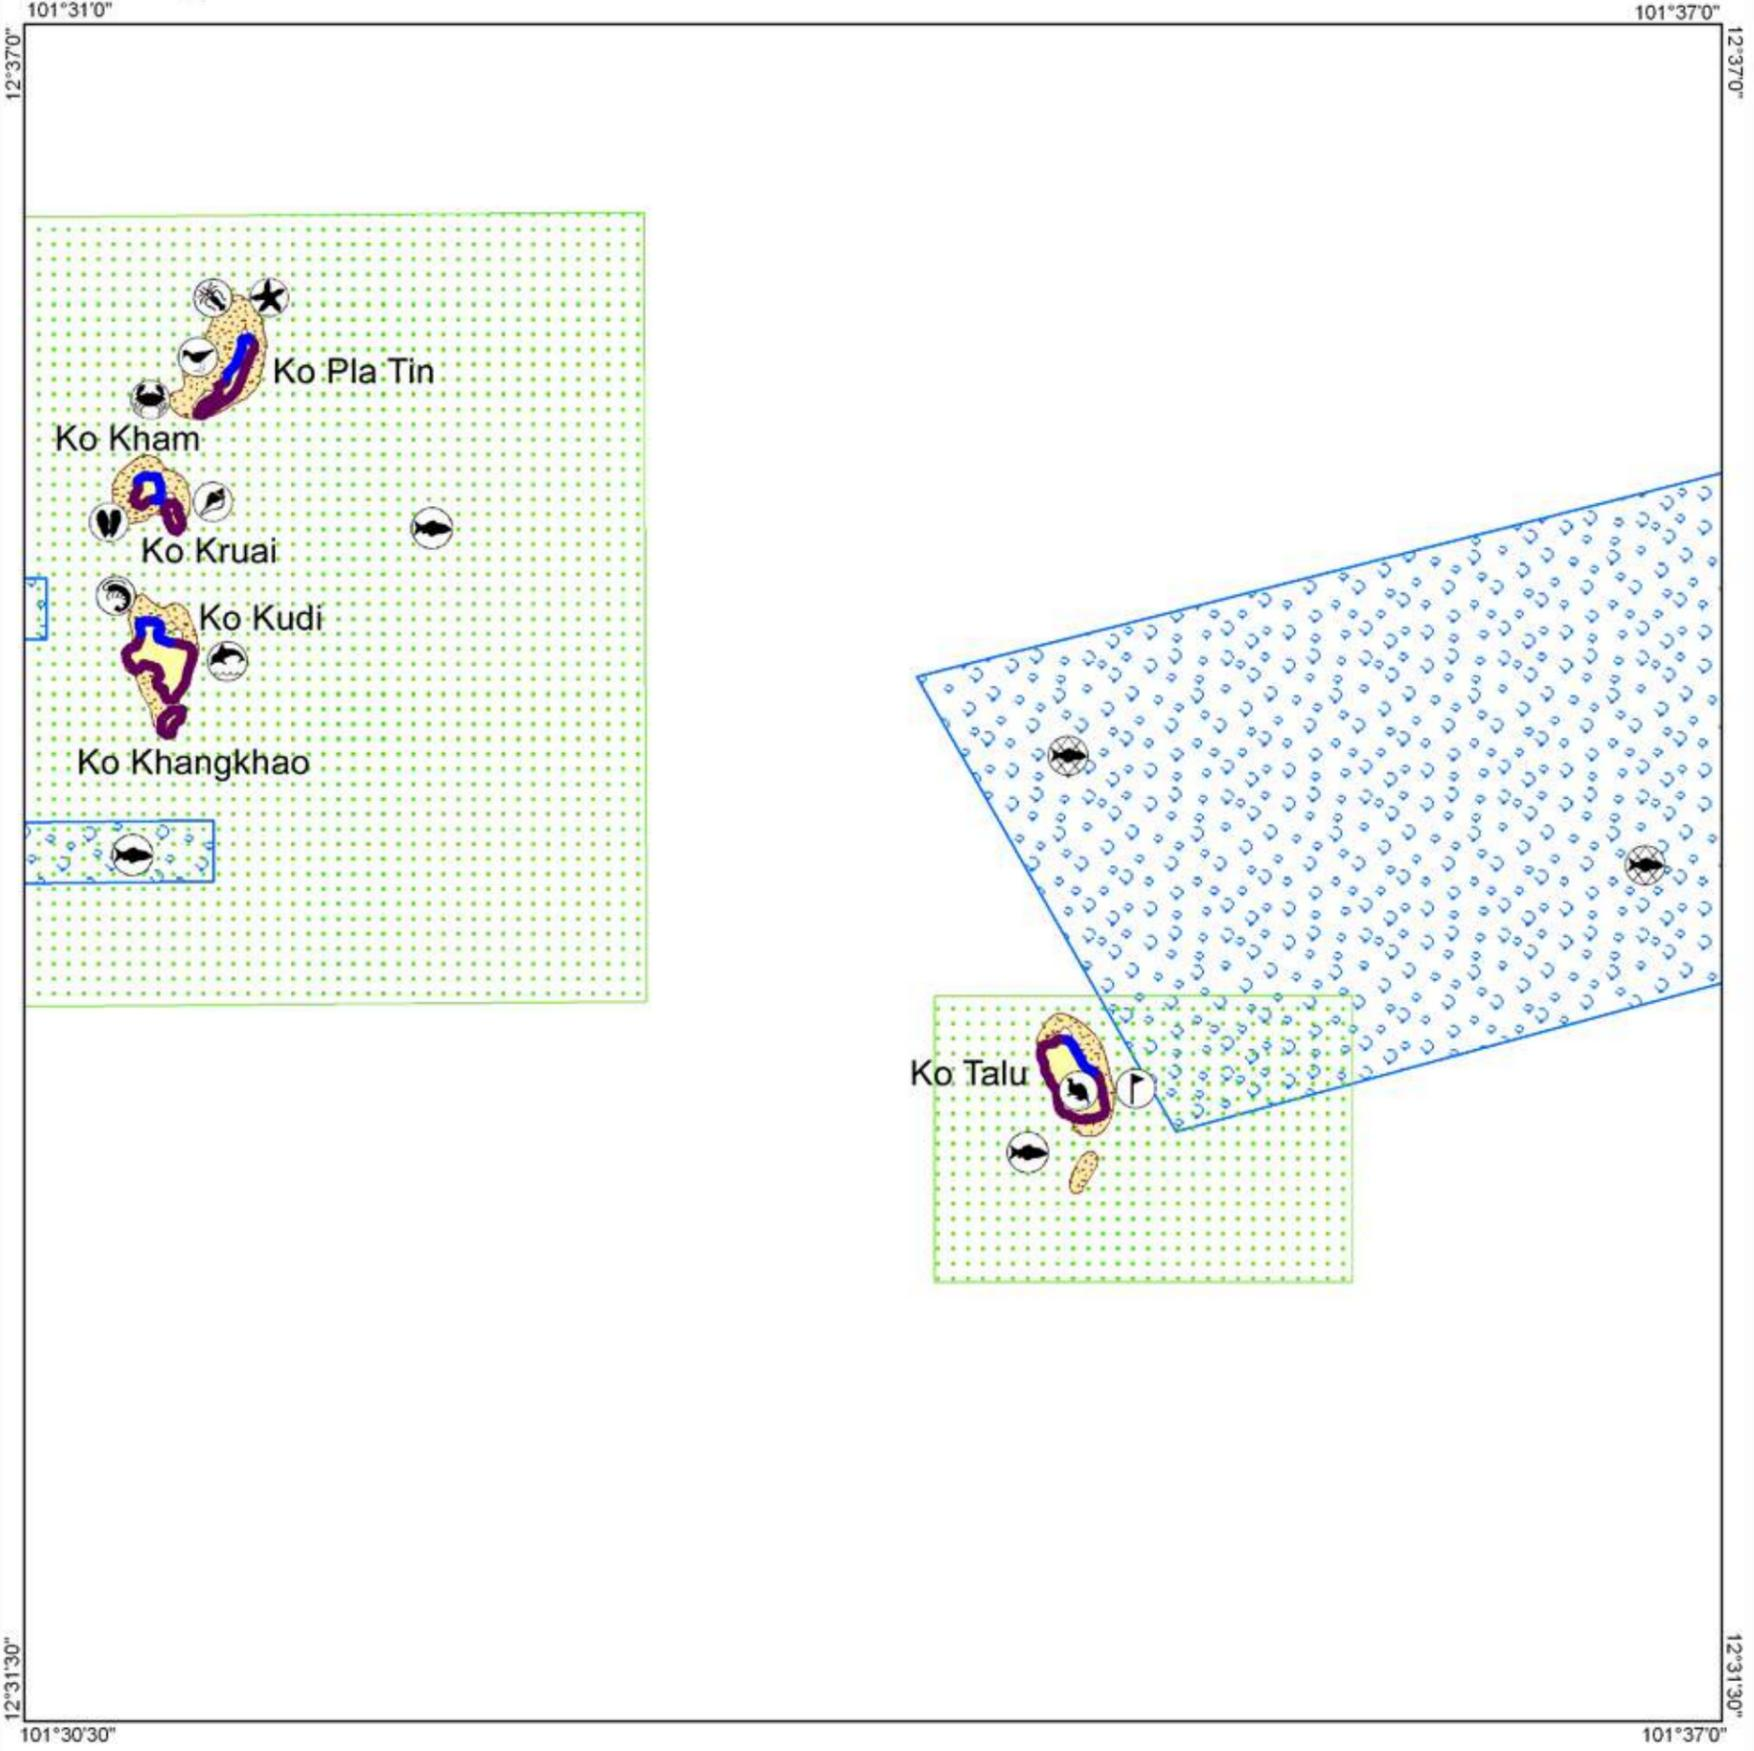 101°31'0"
101°37'0"
12°37'0"
12°37'0"
Ko Pla Tin
Ko Kham
Ko Kruai
Ko Kudi
Ko Khangkhao
Ko Talu
12°31'30"
12°31'30"
101°30'30"
101°37'0"